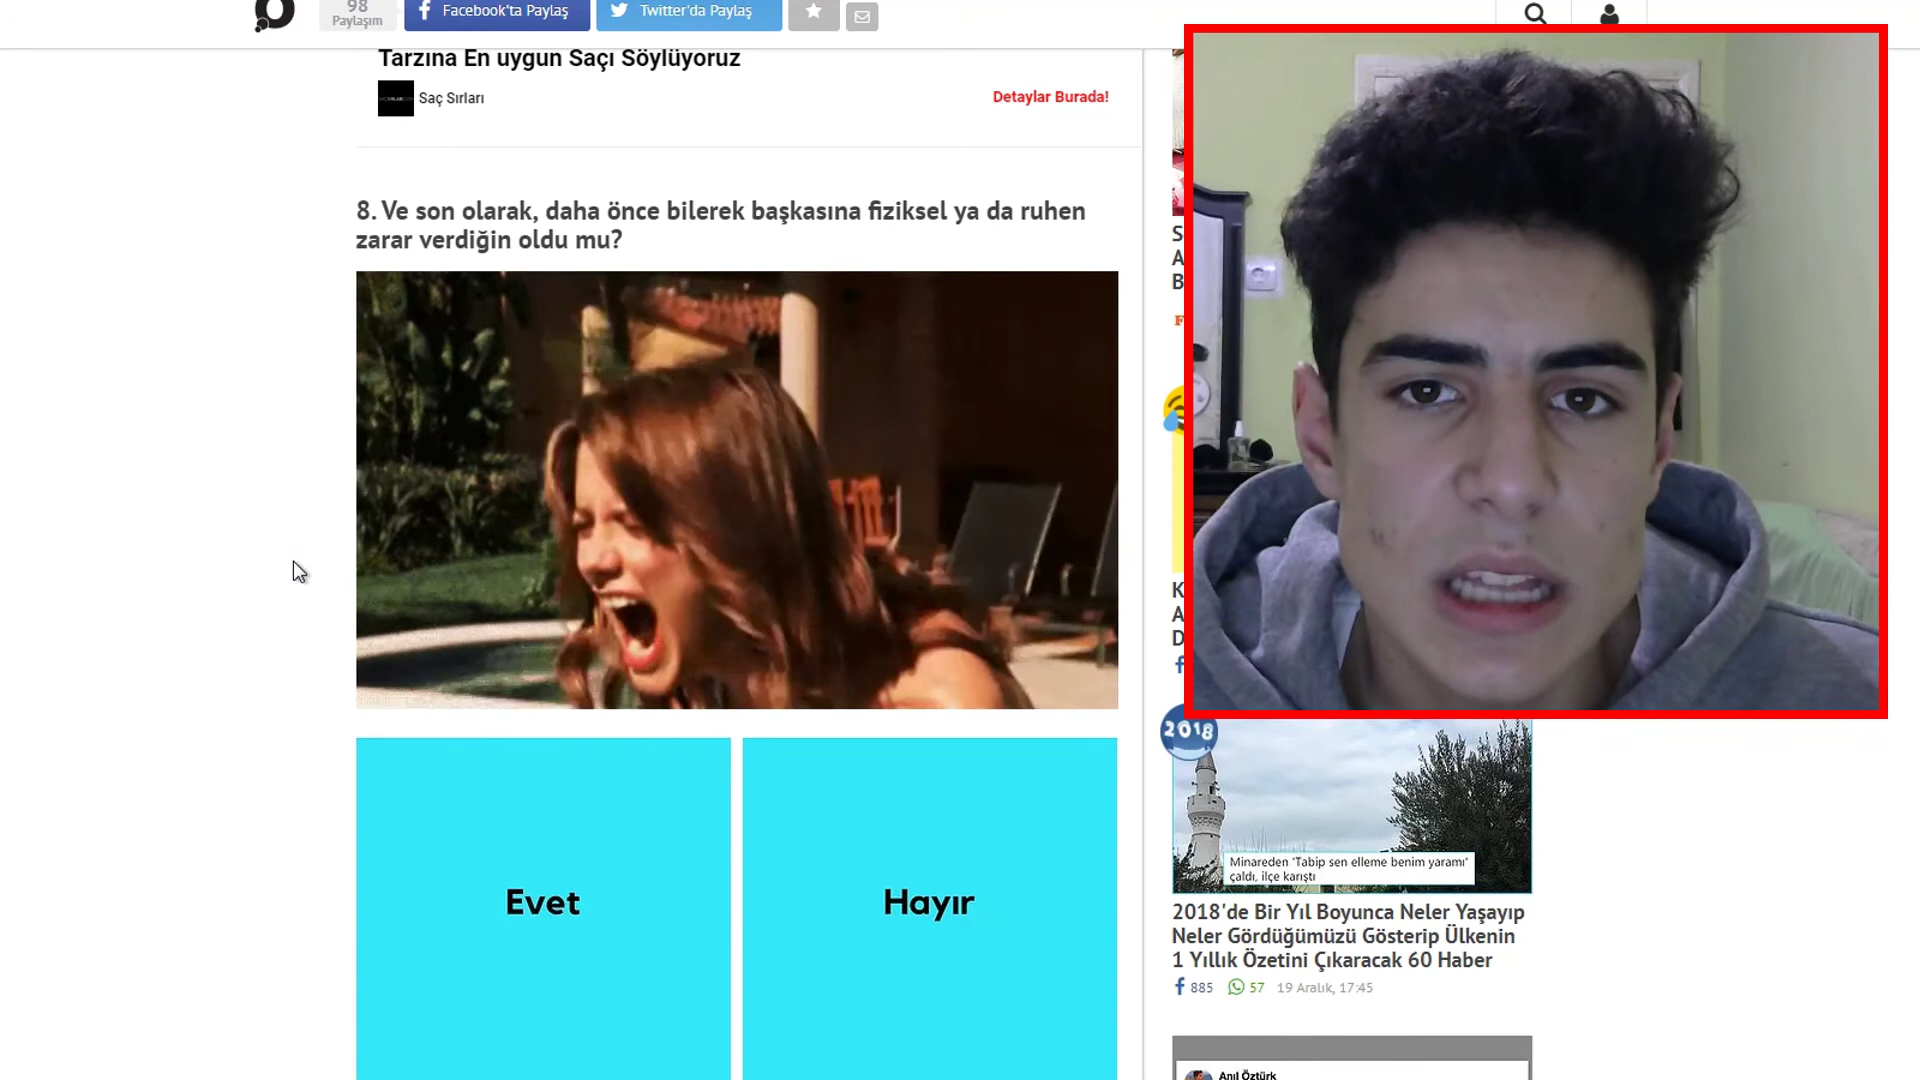 98
Paylaşım
Facebook'ta Paylaş
Twitter'da Paylaş
Tarzına En uygun Saçı Söylüyoruz
Saç Sırları
Detaylar Burada!
8. Ve son olarak, daha önce bilerek başkasına fiziksel ya da ruhen
zarar verdiğin oldu mu?
Evet
Hayır
S
A
B
F
K
A
D
2018
Minareden 'Tabip sen elleme benim yaramı'
çaldı, ilçe karıştı
2018'de Bir Yıl Boyunca Neler Yaşayıp
Neler Gördüğümüzü Gösterip Ülkenin
1 Yıllık Özetini Çıkaracak 60 Haber
885
57
19 Aralık, 17:45
Anıl Öztürk